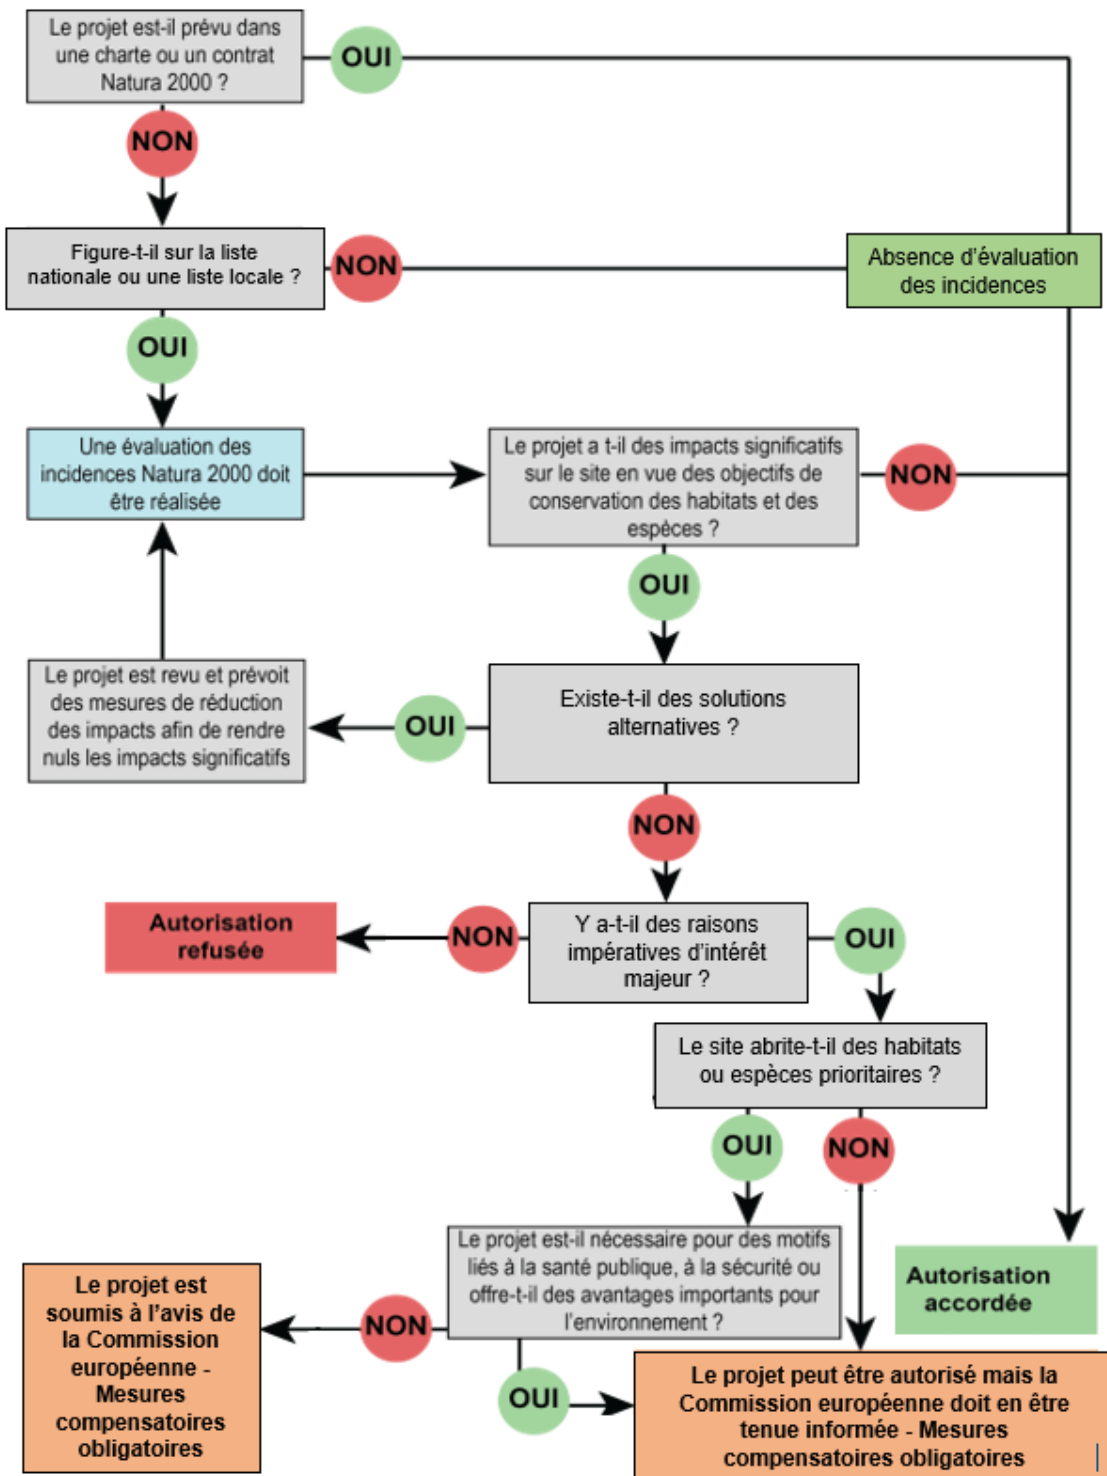 Le projet est-il prévu dans
une charte ou un contrat
Natura 2000 ?
OUI
NON
Figure-t-il sur la liste
nationale ou une liste locale ?
NON
Absence d'évaluation
des incidences
OUI
Une évaluation des
incidences Natura 2000 doit
être réalisée
Le projet a t-il des impacts significatifs
sur le site en vue des objectifs de
conservation des habitats et des
espèces ?
NON
OUI
Le projet est revu et prévoit
des mesures de réduction
des impacts afin de rendre
nuls les impacts significatifs
OUI
Existe-t-il des solutions
alternatives ?
NON
Autorisation
refusée
NON
Y a-t-il des raisons
impératives d'intérêt
majeur ?
OUI
Le site abrite-t-il des habitats
ou espèces prioritaires ?
OUI
NON
Le projet est-il nécessaire pour des motifs
liés à la santé publique, à la sécurité ou
offre-t-il des avantages importants pour
l'environnement ?
Autorisation
accordée
Le projet est
soumis à l'avis de
la Commission
européenne -
Mesures
compensatoires
obligatoires
NON
OUI
Le projet peut être autorisé mais la
Commission européenne doit en être
tenue informée - Mesures
compensatoires obligatoires